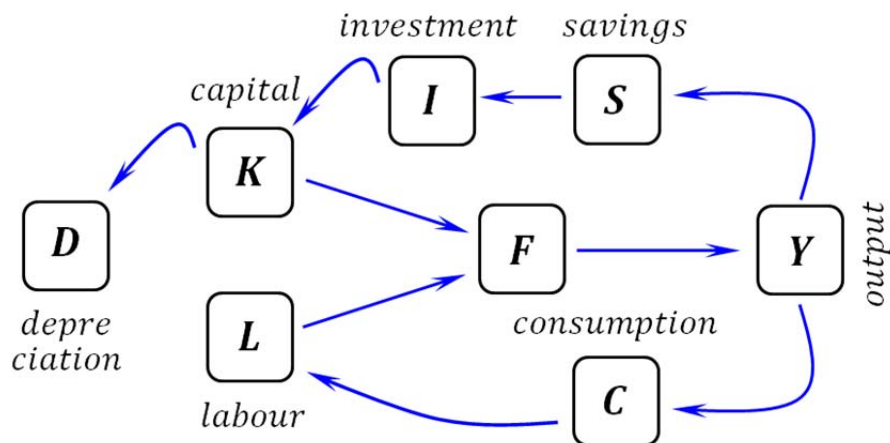 investment
savings
capital
I
S
K
D
F
Y
output
depre
ciation
L
consumption
labour
C